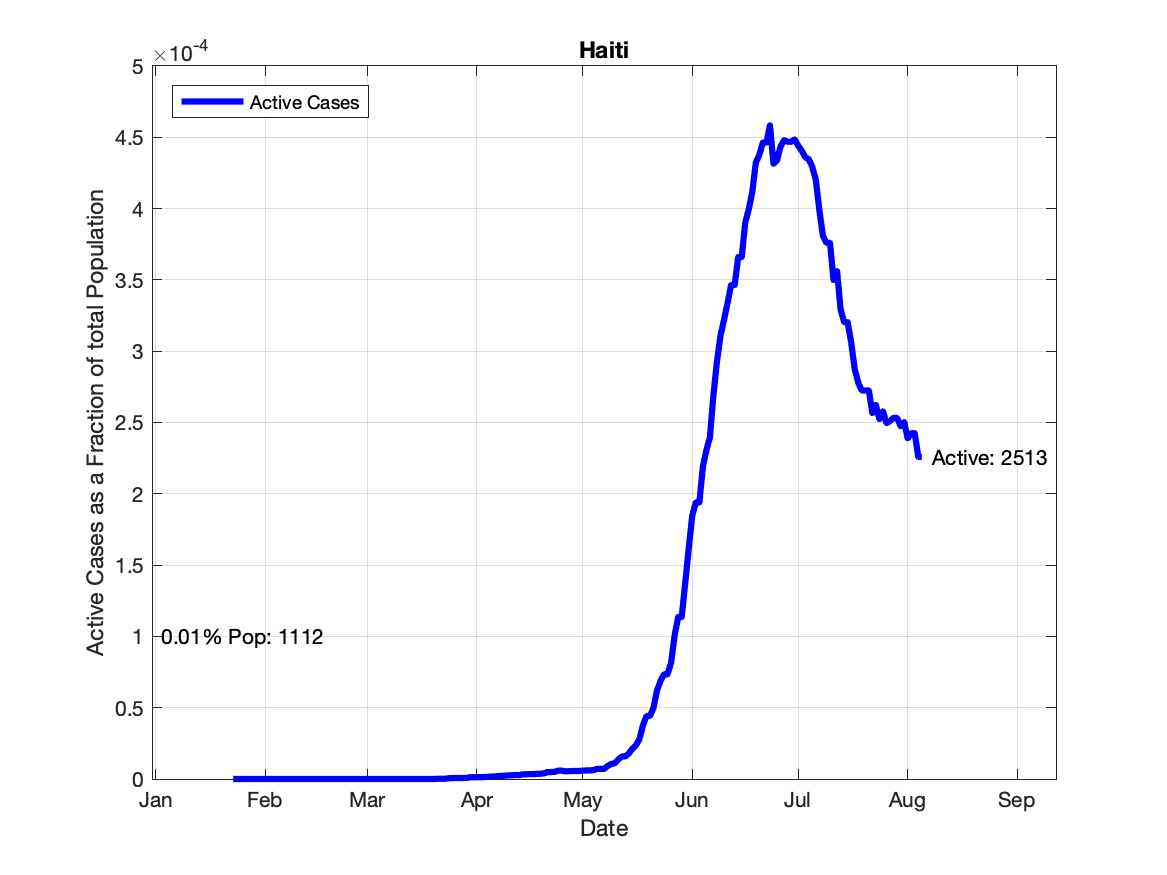 Haiti
×10-4
Active Cases
5
4.5
4
3.5
3
2.5
2
1.5
1
0.5
0
Active Cases as a Fraction of total Population
0.01% Pop: 1112
Active: 2513
Jan Feb Mar Apr May Jun Jul Aug Sep
Date